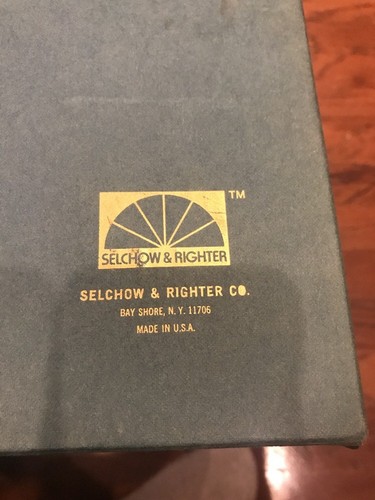 TM
SELCHOW & RIGHTER
SELCHOW & RIGHTER CO.
BAY SHORE, N. Y. 11706
MADE IN U.S.A.